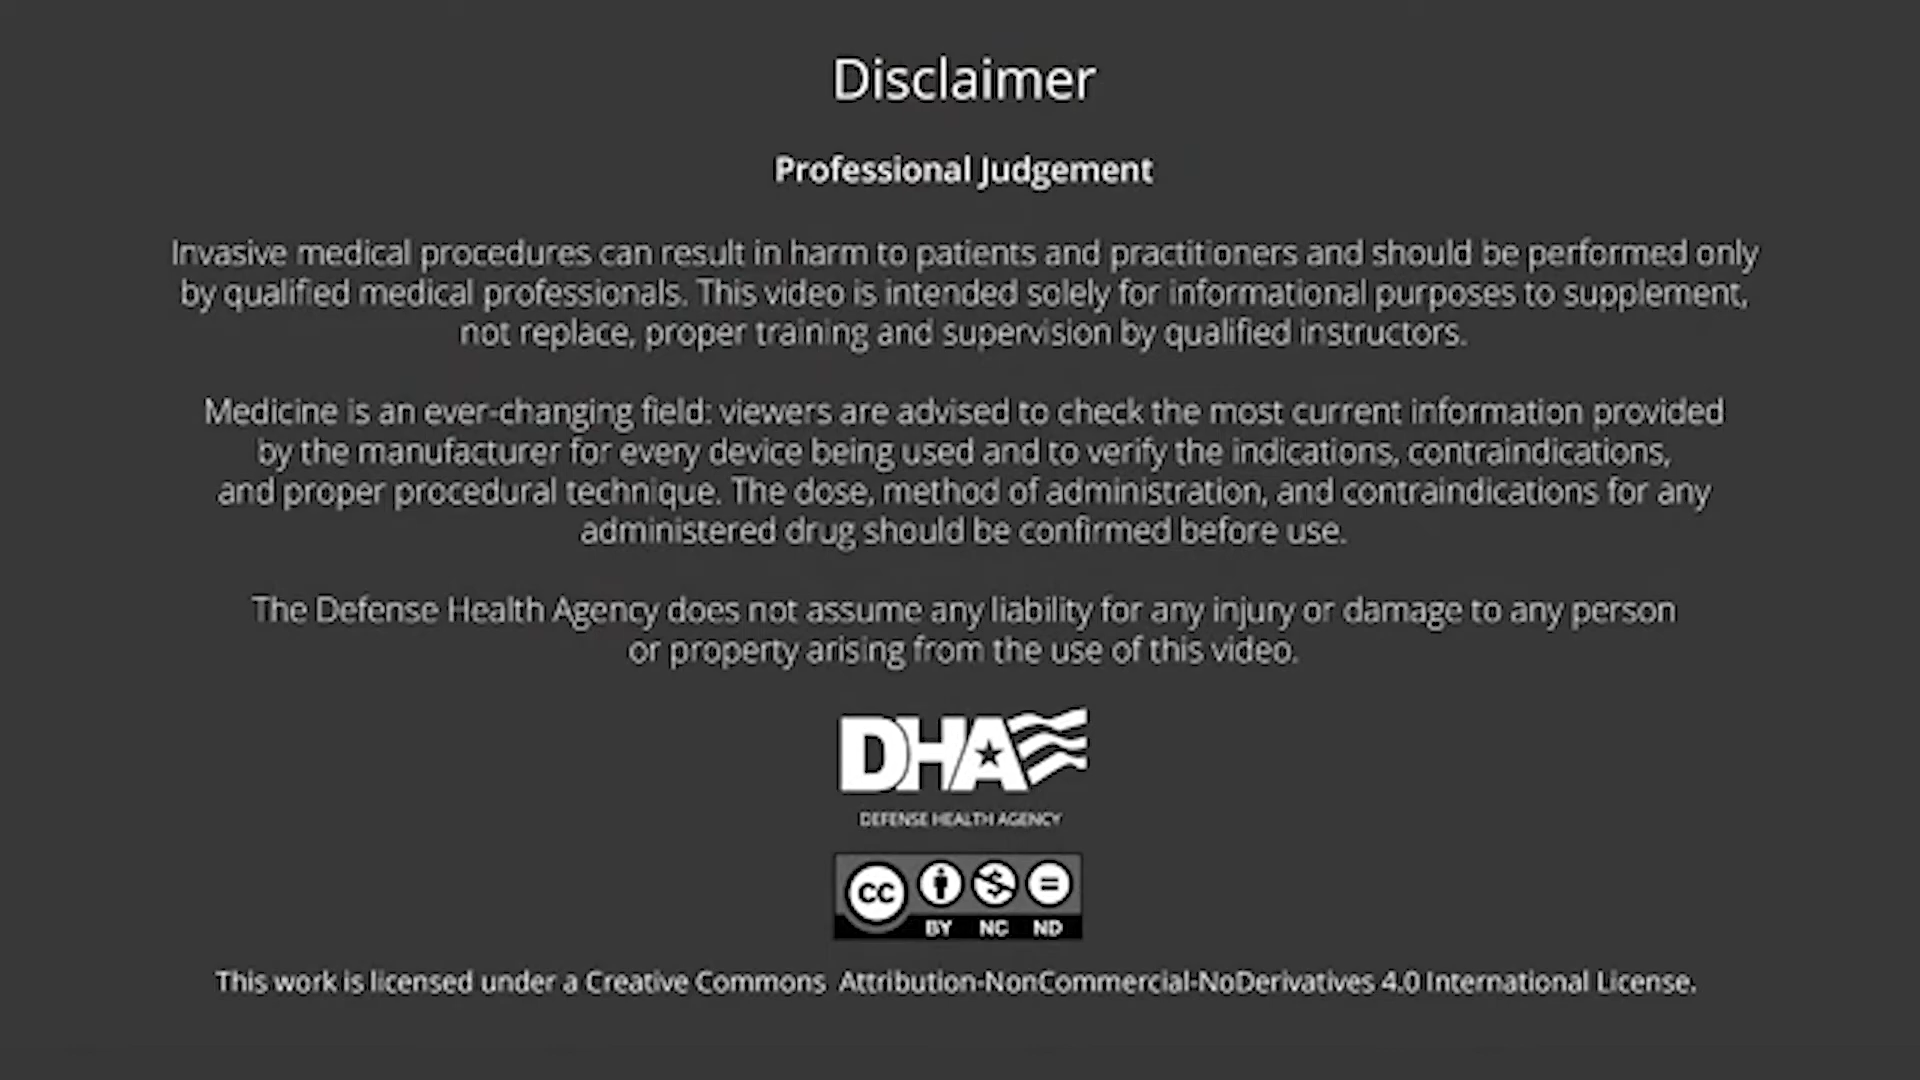 Disclaimer
Professional Judgement
Invasive medical procedures can result in harm to patients and practitioners and should be performed only
by qualified medical professionals. This video is intended solely for informational purposes to supplement,
not replace, proper training and supervision by qualified instructors.
Medicine is an ever-changing field: viewers are advised to check the most current information provided
by the manufacturer for every device being used and to verify the indications, contraindications,
and proper procedural technique. The dose, method of administration, and contraindications for any
administered drug should be confirmed before use.
The Defense Health Agency does not assume any liability for any injury or damage to any person
or property arising from the use of this video.
DHA
DEFENSE HEALTH AGENCY
CC
BY NC ND
This work is licensed under a Creative Commons Attribution-NonCommercial-NoDerivatives 4.0 International License.